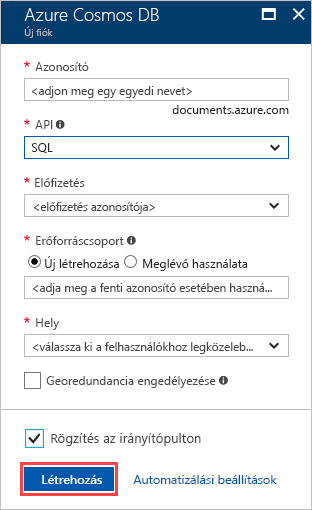 Azure Cosmos DB
Új fiók
* Azonosító
<adjon meg egy egyedi nevet>
documents.azure.com
* API
SQL
* Előfizetés
<előfizetés azonosítója>
* Erőforráscsoport
Új létrehozása Meglévő használata
<adja meg a fenti azonosító esetében haszná...
* Hely
<válassza ki a felhasználókhoz legközeleb...
Georedundancia engedélyezése
Rögzítés az irányítópulton
Létrehozás Automatizálási beállítások